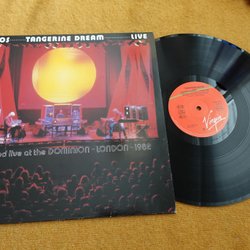 OS TANGERINE DREAM LIVE
d live at the DOMINION - LONDON - 1982
Virgin